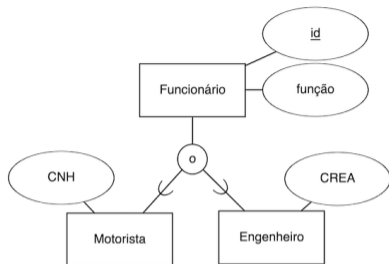 id
Funcionário
função
o
CNH
CREA
Motorista
Engenheiro